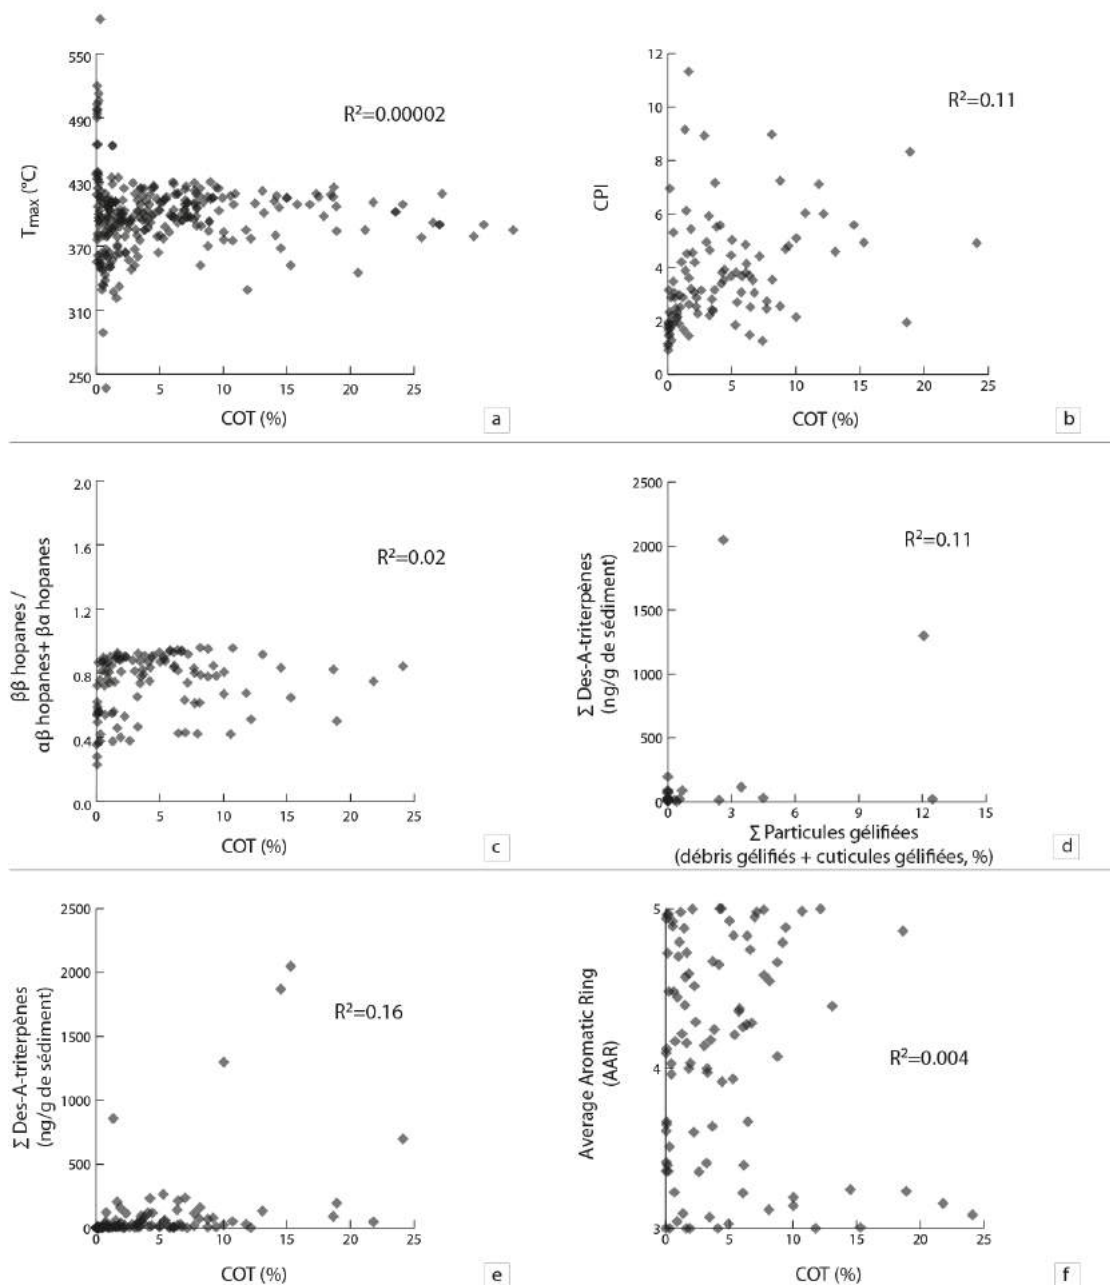 550
490
430
370
310
250
Tmax (°C)
R²=0.00002
0 5 10 15 20 25
COT (%)
a
12
10
8
6
4
2
0
CPI
R²=0.11
0 5 10 15 20 25
COT (%)
b
2.0
1.6
1.2
0.8
0.4
0.0
ββ hopanes /
αβ hopanes+ βα hopanes
R²=0.02
0 5 10 15 20 25
COT (%)
c
2500
2000
1500
1000
500
0
Σ Des-A-triterpènes
(ng/g de sédiment)
R²=0.11
0 3 6 9 12 15
Σ Particules gélifiées
(débris gélifiés + cuticules gélifiées, %)
d
2500
2000
1500
1000
500
0
Σ Des-A-triterpènes
(ng/g de sédiment)
R²=0.16
0 5 10 15 20 25
COT (%)
e
5
4
3
Average Aromatic Ring
(AAR)
R²=0.004
0 5 10 15 20 25
COT (%)
f